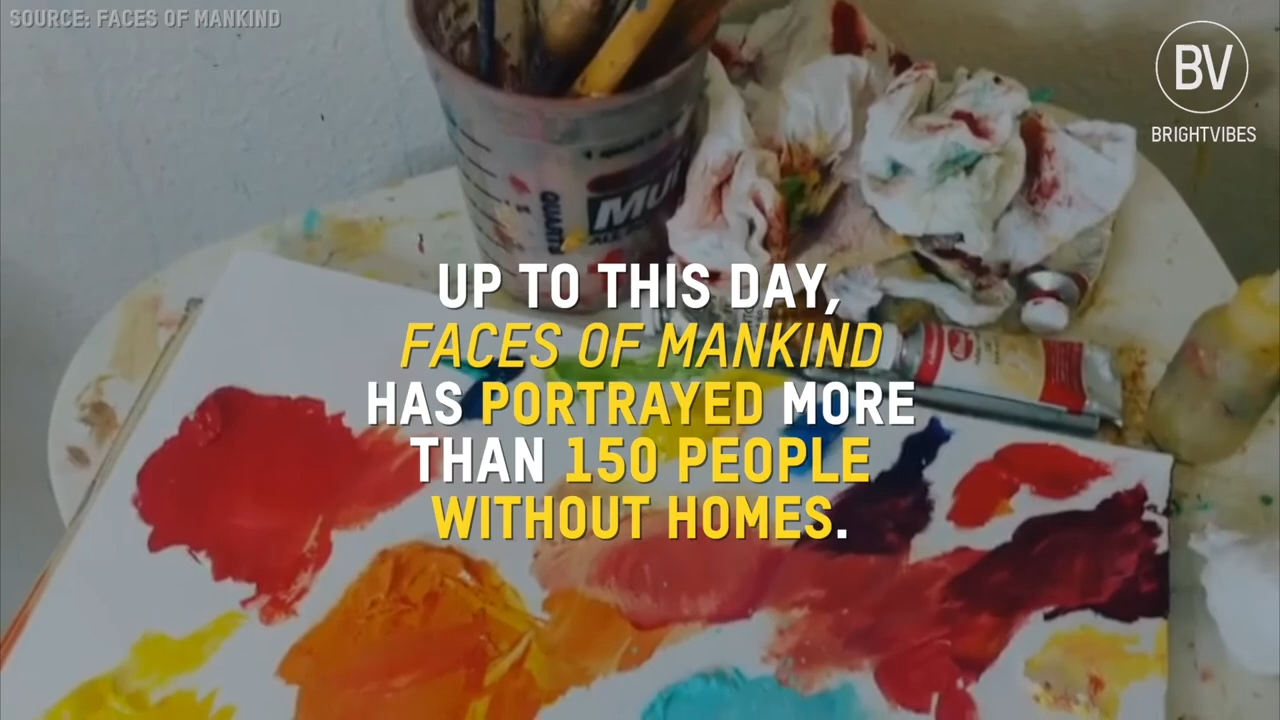 SOURCE: FACES OF MANKIND
BV
BRIGHTVIBES
QUARTS
UP TO THIS DAY,
FACES OF MANKIND
HAS PORTRAYED MORE
THAN 150 PEOPLE
WITHOUT HOMES.